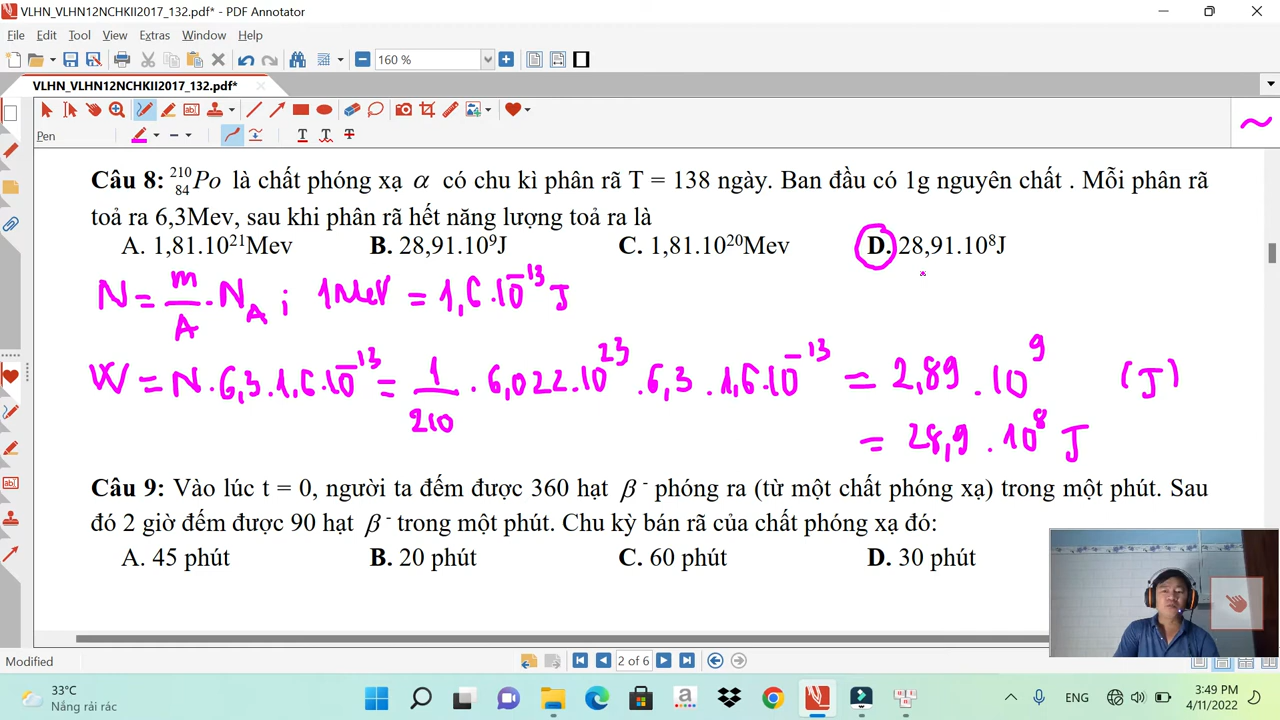 VLHN_VLHN12NCHKII2017_132.pdf* - PDF Annotator
File Edit Tool View Extras Window Help
160 %
VLHN_VLHN12NCHKII2017_132.pdf*
Pen
Câu 8: ²¹⁰₈₄Po là chất phóng xạ α có chu kì phân rã T = 138 ngày. Ban đầu có 1g nguyên chất . Mỗi phân rã
toả ra 6,3Mev, sau khi phân rã hết năng lượng toả ra là
A. 1,81.10²¹Mev B. 28,91.10⁹J C. 1,81.10²⁰Mev D. 28,91.10⁸J
N = m/A . N_A ; 1 MeV = 1,6.10⁻¹³ J
W = N.6,3.1,6.10⁻¹³ = 1/210 . 6,022.10²³ . 6,3 . 1,6.10⁻¹³ = 2,89 . 10⁹ (J)
= 28,9 . 10⁸ J
Câu 9: Vào lúc t = 0, người ta đếm được 360 hạt β⁻ phóng ra (từ một chất phóng xạ) trong một phút. Sau
đó 2 giờ đếm được 90 hạt β⁻ trong một phút. Chu kỳ bán rã của chất phóng xạ đó:
A. 45 phút B. 20 phút C. 60 phút D. 30 phút
Modified
2 of 6
33°C
Nắng rải rác
ENG
3:49 PM
4/11/2022